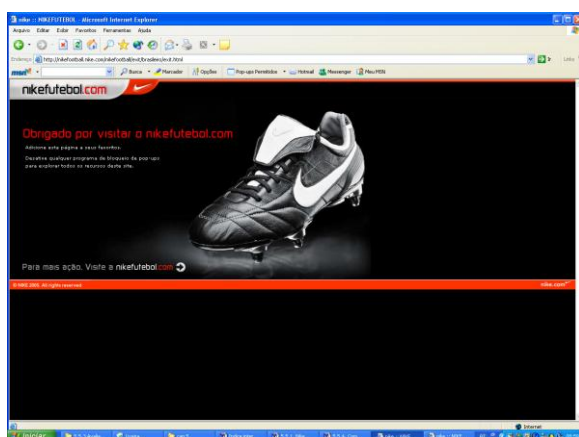 nike :: NIKEFUTEBOL - Microsoft Internet Explorer
Arquivo Editar Exibir Favoritos Ferramentas Ajuda
Endereço http://nikefootball.nike.com/nikefootball/exit/brasileiro/exit.html Ir Links
msn Busca Marcador Opções Pop-ups Permitidos Hotmail Messenger Meu MSN
nikefutebol.com
Obrigado por visitar o nikefutebol.com
Adicione esta página a seus favoritos.
Desative qualquer programa de bloqueio de pop-ups
para explorar todos os recursos deste site.
Para mais ação. Visite a nikefutebol.com
All rights reserved
nike.com
Internet
Iniciar